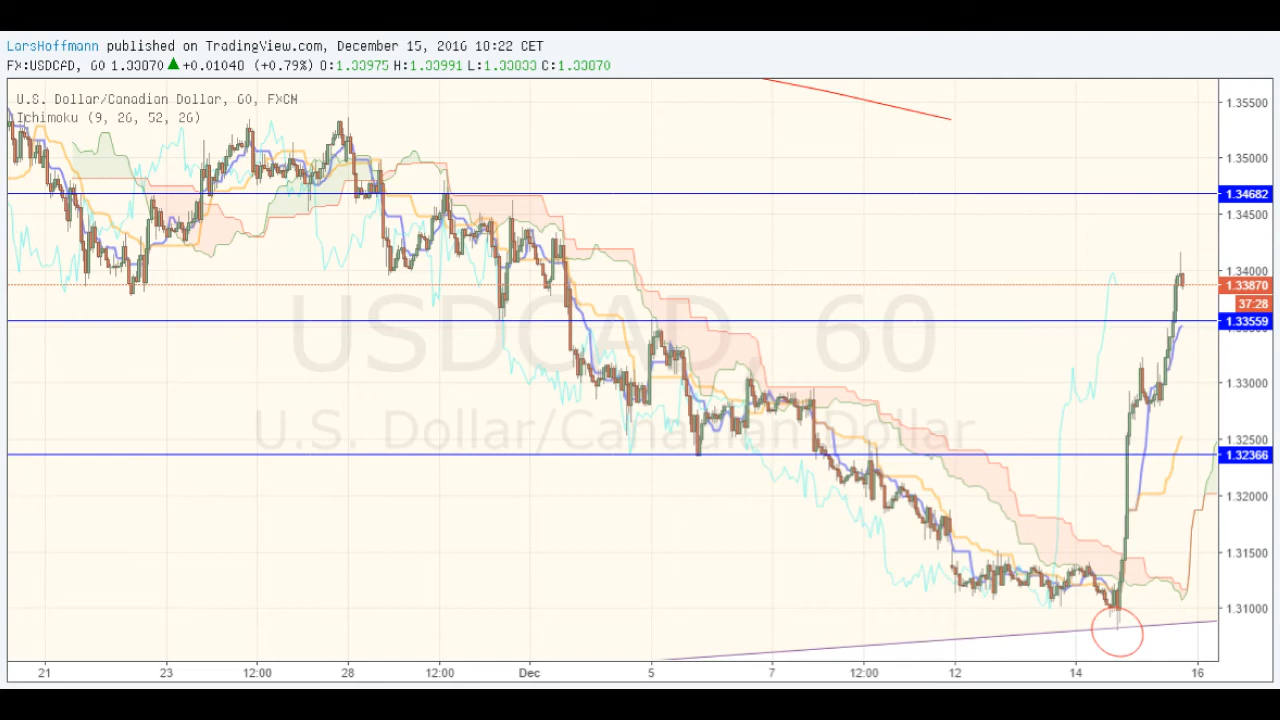 LarsHoffmann published on TradingView.com, December 15, 2016 10:22 CET
FX:USDCAD, 60 1.33870 ▲ +0.01040 (+0.79%) O:1.33975 H:1.33991 L:1.33833 C:1.33870
U.S. Dollar/Canadian Dollar, 60, FXCM
Ichimoku (9, 26, 52, 26)
USDCAD, 60
U.S. Dollar/Canadian Dollar
1.35500
1.35000
1.34682
1.34500
1.34000
1.33870
37:28
1.33559
1.33000
1.32500
1.32366
1.32000
1.31500
1.31000
21 23 12:00 28 12:00 Dec 5 7 12:00 12 14 16